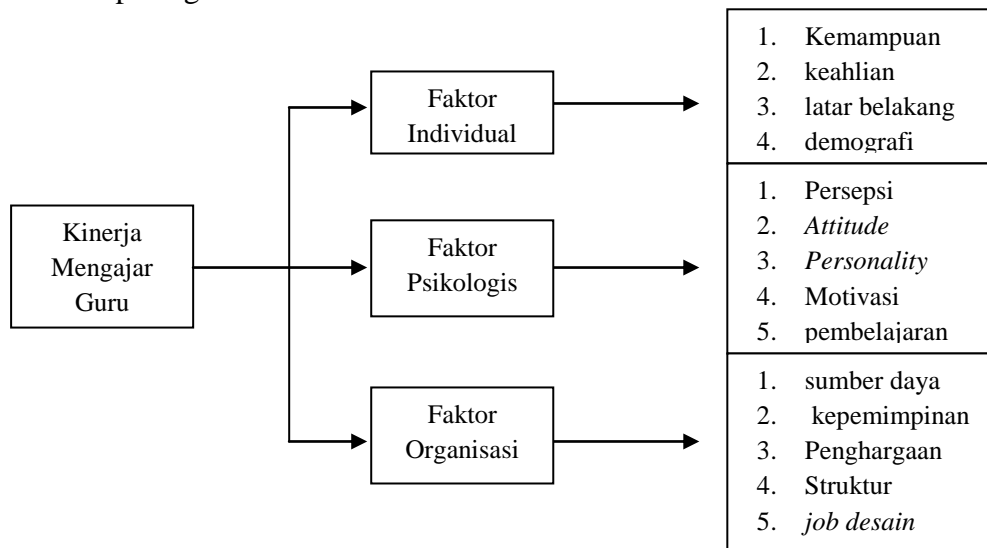 Kinerja
Mengajar
Guru
Faktor
Individual
1. Kemampuan
2. keahlian
3. latar belakang
4. demografi
Faktor
Psikologis
1. Persepsi
2. Attitude
3. Personality
4. Motivasi
5. pembelajaran
Faktor
Organisasi
1. sumber daya
2. kepemimpinan
3. Penghargaan
4. Struktur
5. job desain